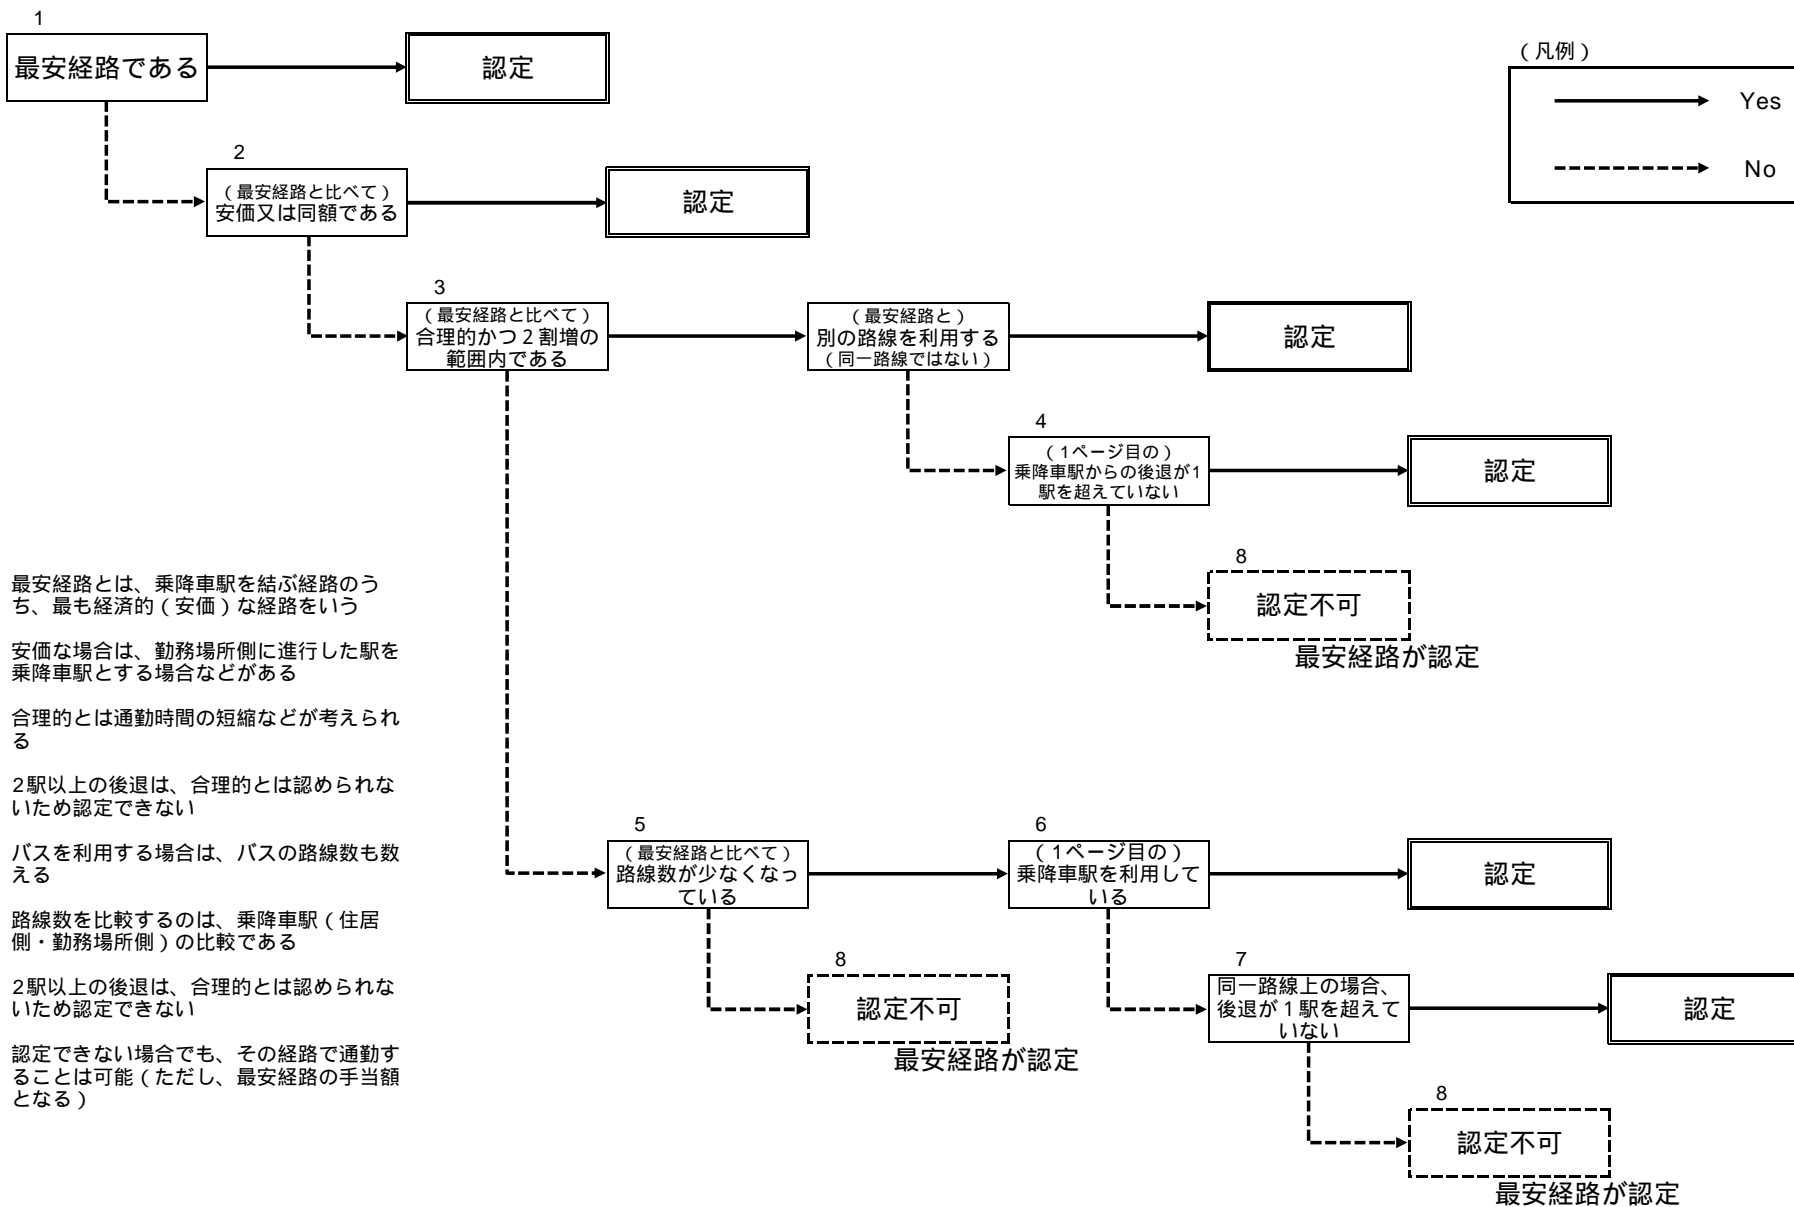 1
最安経路である
認定
（凡例）
Yes
No
2
（最安経路と比べて）
安価又は同額である
認定
3
（最安経路と比べて）
合理的かつ２割増の
範囲内である
（最安経路と）
別の路線を利用する
（同一路線ではない）
認定
4
（1ページ目の）
乗降車駅からの後退が1
駅を超えていない
認定
8
認定不可
最安経路が認定
最安経路とは、乗降車駅を結ぶ経路のう
ち、最も経済的（安価）な経路をいう
安価な場合は、勤務場所側に進行した駅を
乗降車駅とする場合などがある
合理的とは通勤時間の短縮などが考えられ
る
2駅以上の後退は、合理的とは認められな
いため認定できない
バスを利用する場合は、バスの路線数も数
える
路線数を比較するのは、乗降車駅（住居
側・勤務場所側）の比較である
2駅以上の後退は、合理的とは認められな
いため認定できない
認定できない場合でも、その経路で通勤す
ることは可能（ただし、最安経路の手当額
となる）
5
（最安経路と比べて）
路線数が少なくなっ
ている
6
（1ページ目の）
乗降車駅を利用して
いる
認定
8
認定不可
最安経路が認定
7
同一路線上の場合、
後退が１駅を超えて
いない
認定
8
認定不可
最安経路が認定